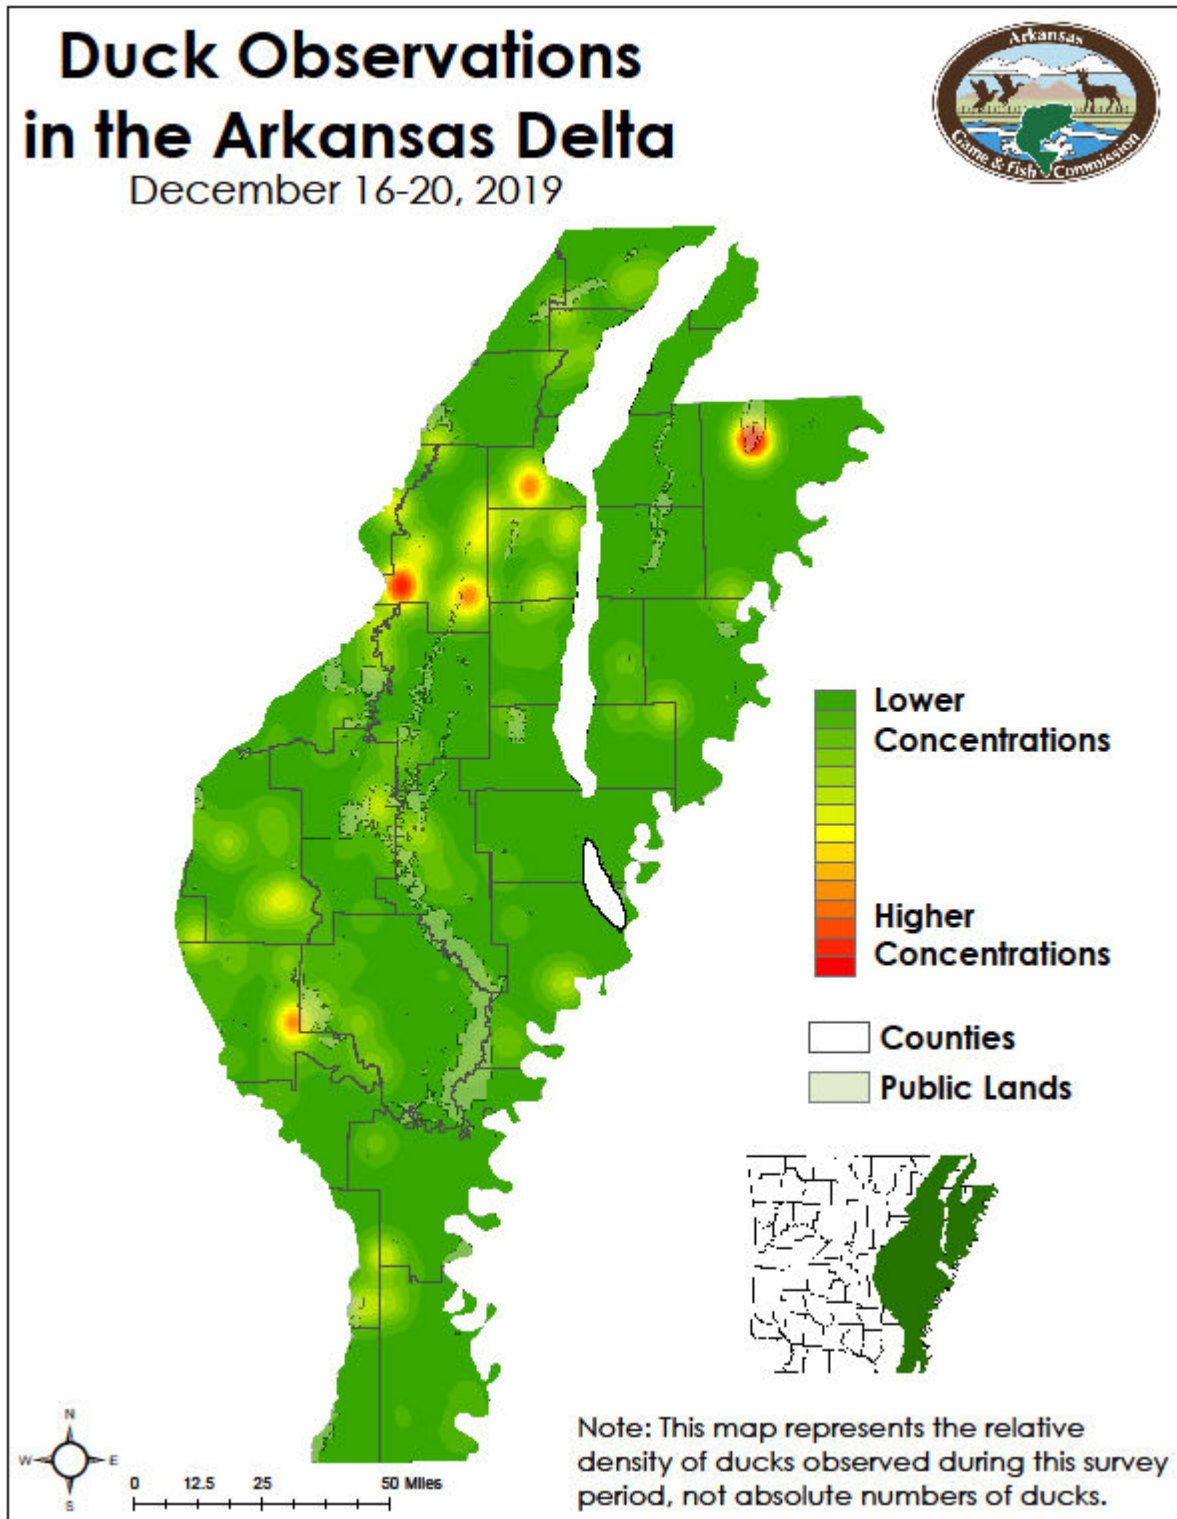 Duck Observations
in the Arkansas Delta
December 16-20, 2019
Arkansas
Game & Fish Commission
Lower
Concentrations
Higher
Concentrations
Counties
Public Lands
N
W E
S
0 12.5 25 50 Miles
Note: This map represents the relative
density of ducks observed during this survey
period, not absolute numbers of ducks.